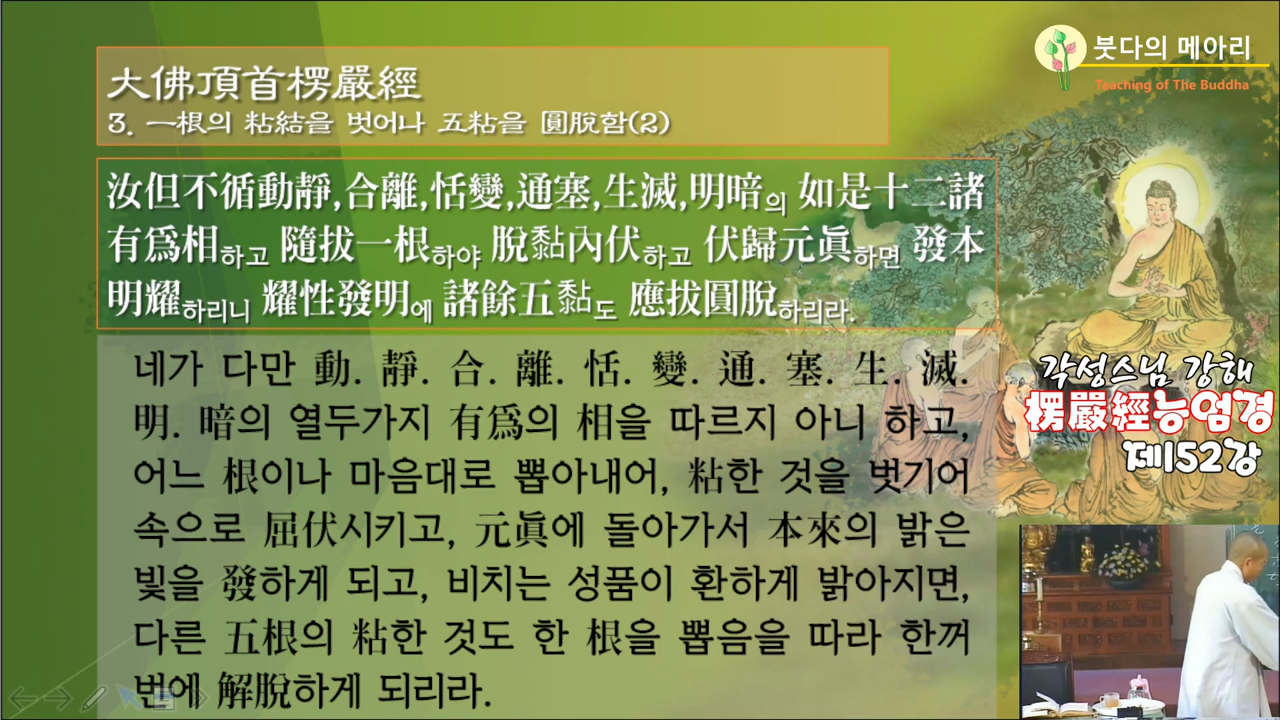 大佛頂首楞嚴經
3. 一根의 粘結을 벗어나 五粘을 圓脫함(2)
汝但不循動靜,合離,恬變,通塞,生滅,明暗의 如是十二諸
有爲相하고 隨拔一根하야 脫黏內伏하고 伏歸元眞하면 發本
明耀하리니 耀性發明에 諸餘五黏도 應拔圓脫하리라.
네가 다만 動. 靜. 合. 離. 恬. 變. 通. 塞. 生. 滅.
明. 暗의 열두가지 有爲의 相을 따르지 아니 하고,
어느 根이나 마음대로 뽑아내어, 粘한 것을 벗기어
속으로 屈伏시키고, 元眞에 돌아가서 本來의 밝은
빛을 發하게 되고, 비치는 성품이 환하게 밝아지면,
다른 五根의 粘한 것도 한 根을 뽑음을 따라 한꺼
번에 解脫하게 되리라.
붓다의 메아리
Teaching of The Buddha
각성스님 강해
楞嚴經능엄경
제152강